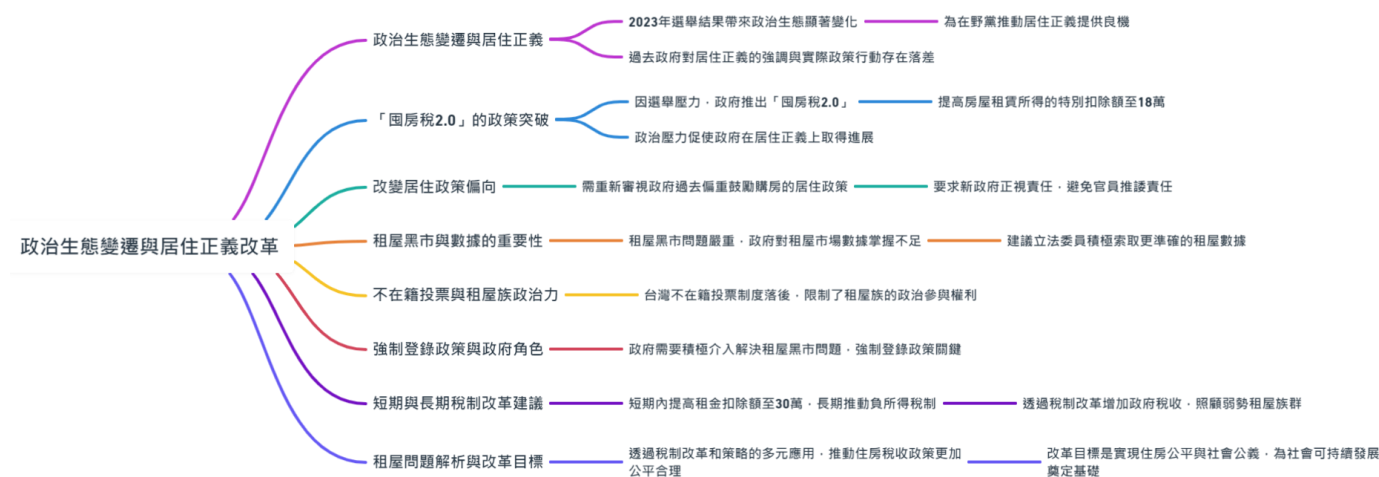 政治生態變遷與居住正義改革
政治生態變遷與居住正義
2023年選舉結果帶來政治生態顯著變化
為在野黨推動居住正義提供良機
過去政府對居住正義的強調與實際政策行動存在落差
「囤房稅2.0」的政策突破
因選舉壓力，政府推出「囤房稅2.0」
提高房屋租賃所得的特別扣除額至18萬
政治壓力促使政府在居住正義上取得進展
改變居住政策偏向
需重新審視政府過去偏重鼓勵購房的居住政策
要求新政府正視責任，避免官員推諉責任
租屋黑市與數據的重要性
租屋黑市問題嚴重，政府對租屋市場數據掌握不足
建議立法委員積極索取更準確的租屋數據
不在籍投票與租屋族政治力
台灣不在籍投票制度落後，限制了租屋族的政治參與權利
強制登錄政策與政府角色
政府需要積極介入解決租屋黑市問題，強制登錄政策關鍵
短期與長期稅制改革建議
短期內提高租金扣除額至30萬，長期推動負所得稅制
透過稅制改革增加政府稅收，照顧弱勢租屋族群
租屋問題解析與改革目標
透過稅制改革和策略的多元應用，推動住房稅收政策更加
公平合理
改革目標是實現住房公平與社會公義，為社會可持續發展
奠定基礎